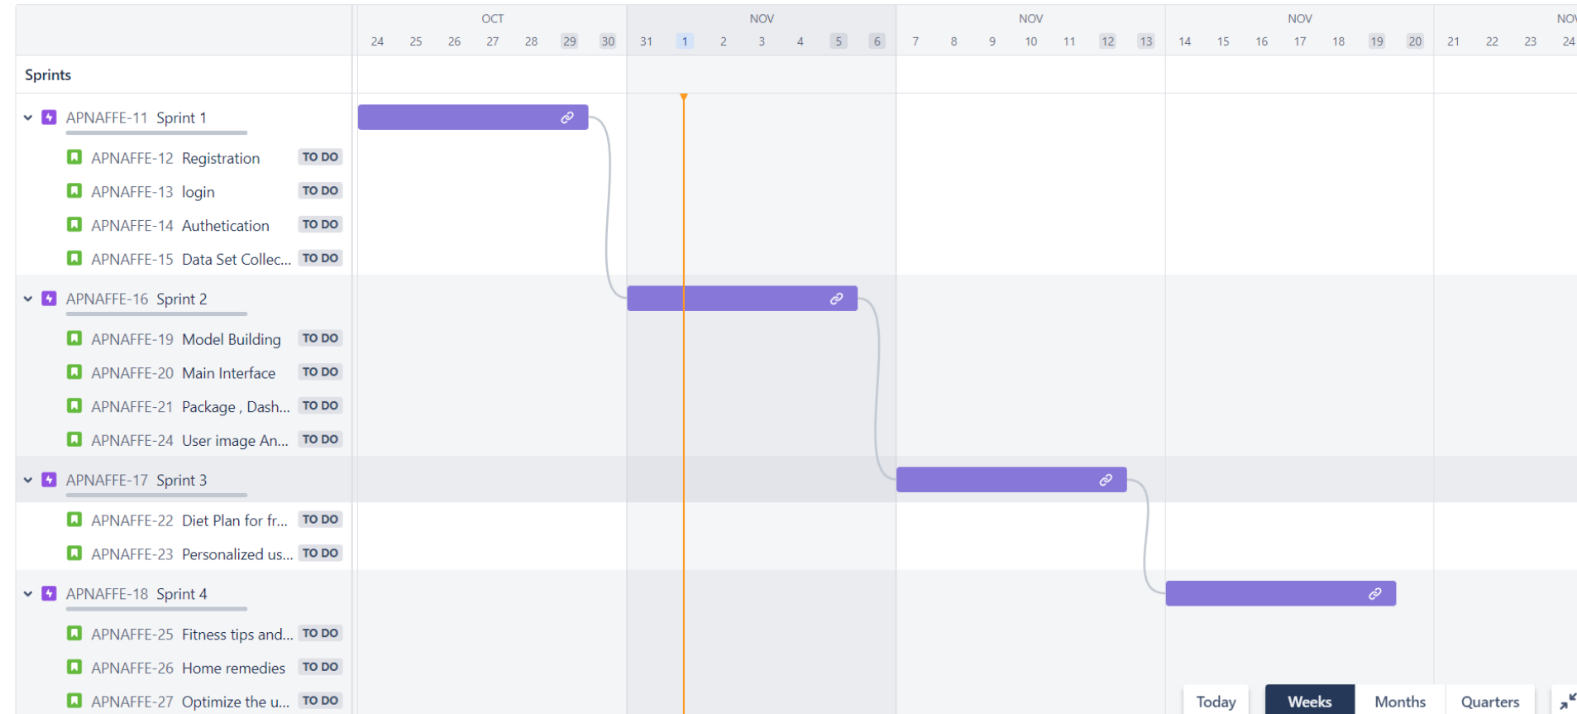 OCT NOV NOV NOV NOV
24 25 26 27 28 29 30 31 1 2 3 4 5 6 7 8 9 10 11 12 13 14 15 16 17 18 19 20 21 22 23 24
Sprints
APNAFFE-11 Sprint 1
APNAFFE-12 Registration TO DO
APNAFFE-13 login TO DO
APNAFFE-14 Authetication TO DO
APNAFFE-15 Data Set Collec... TO DO
APNAFFE-16 Sprint 2
APNAFFE-19 Model Building TO DO
APNAFFE-20 Main Interface TO DO
APNAFFE-21 Package , Dash... TO DO
APNAFFE-24 User image An... TO DO
APNAFFE-17 Sprint 3
APNAFFE-22 Diet Plan for fr... TO DO
APNAFFE-23 Personalized us... TO DO
APNAFFE-18 Sprint 4
APNAFFE-25 Fitness tips and... TO DO
APNAFFE-26 Home remedies TO DO
APNAFFE-27 Optimize the u... TO DO
Today Weeks Months Quarters